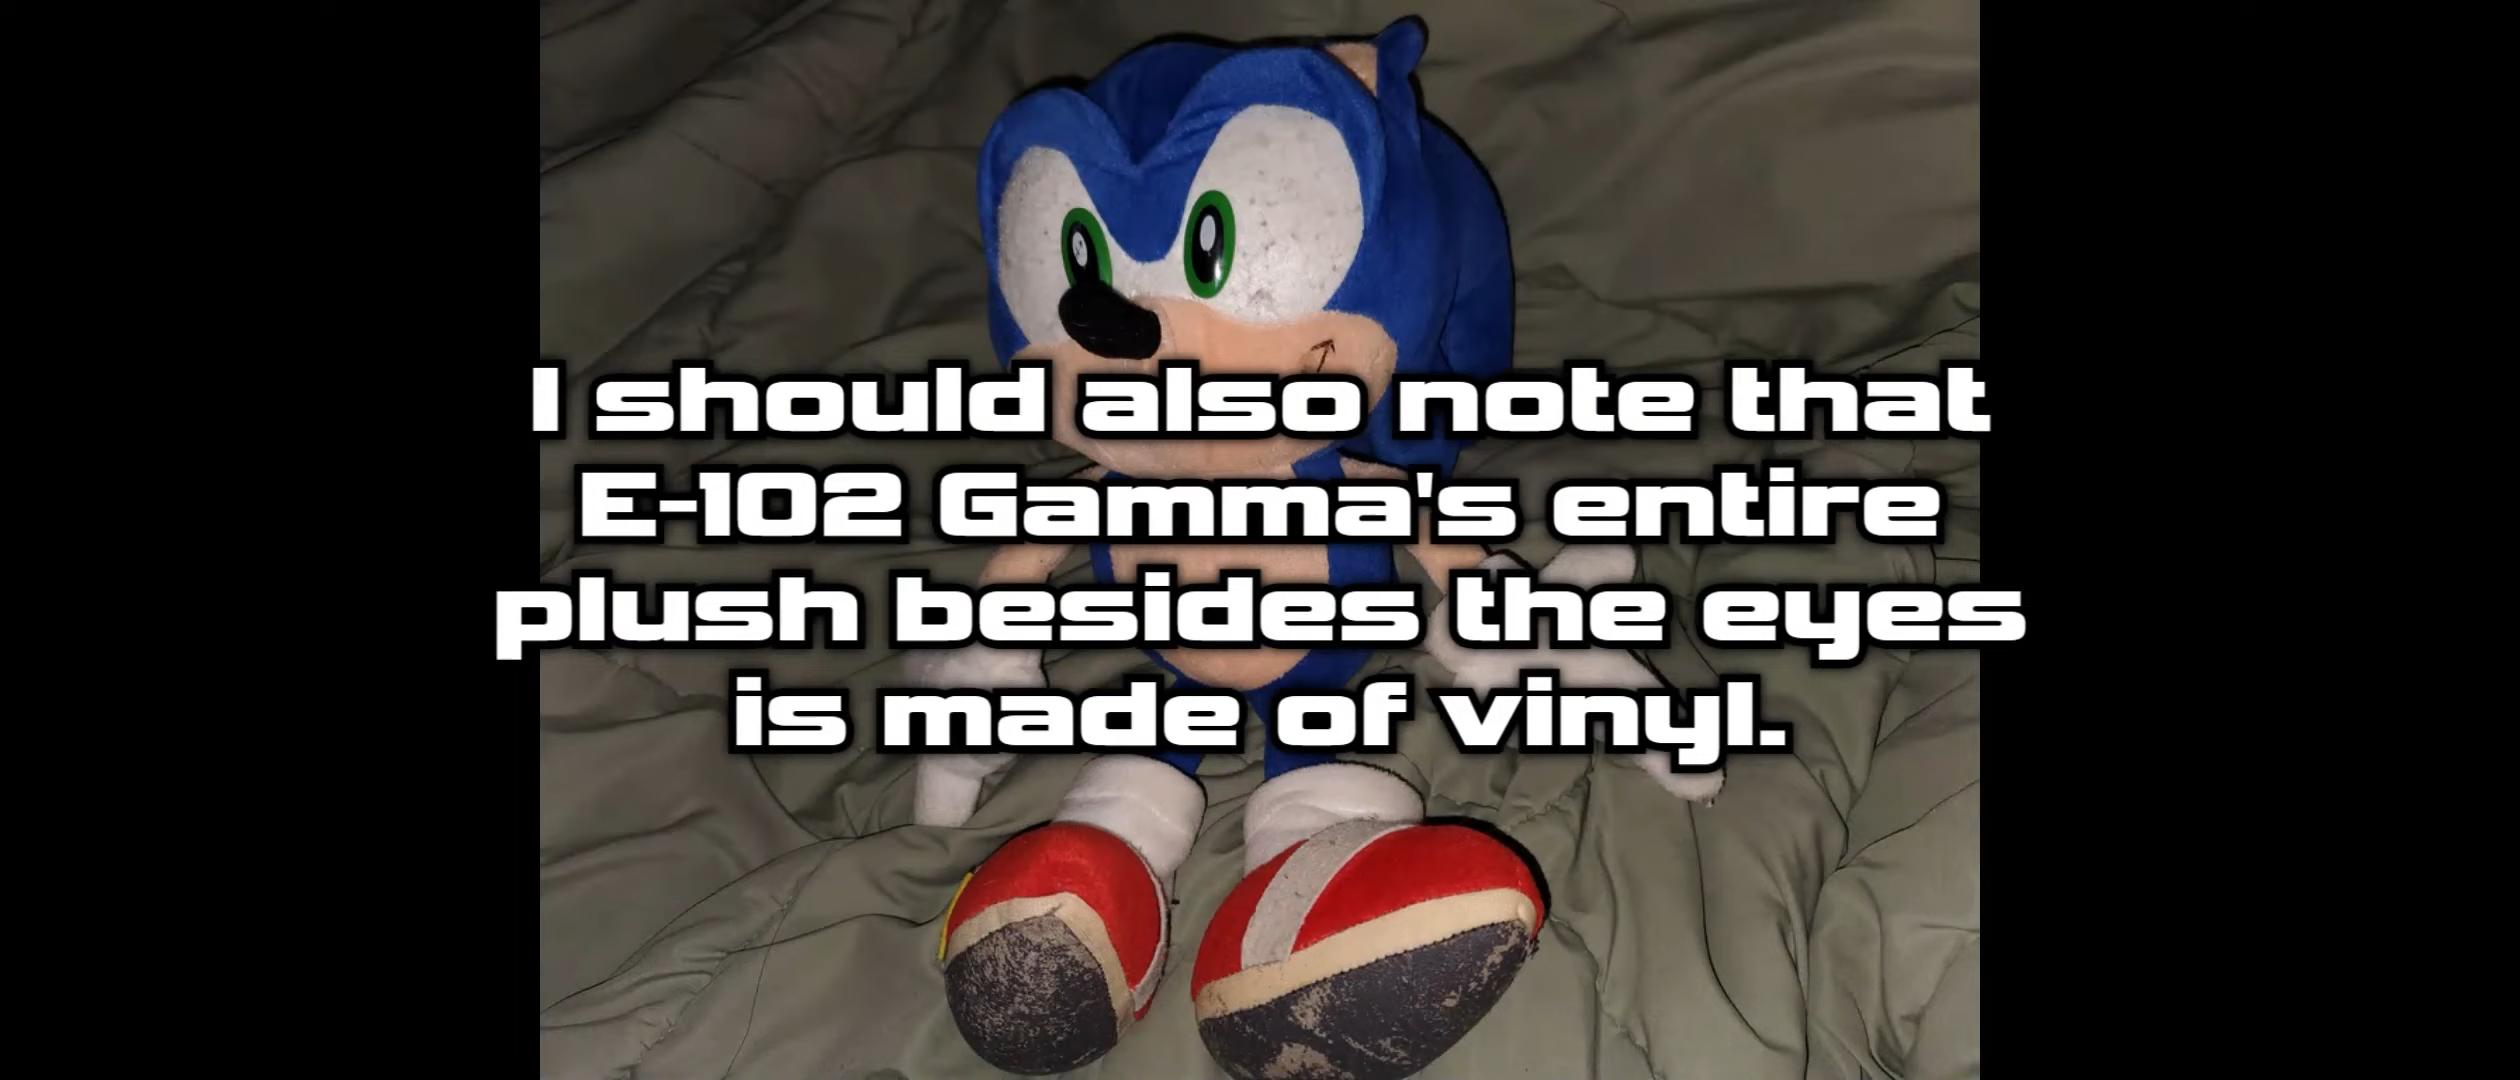 I should also note that
E-102 Gamma's entire
plush besides the eyes
is made of vinyl.